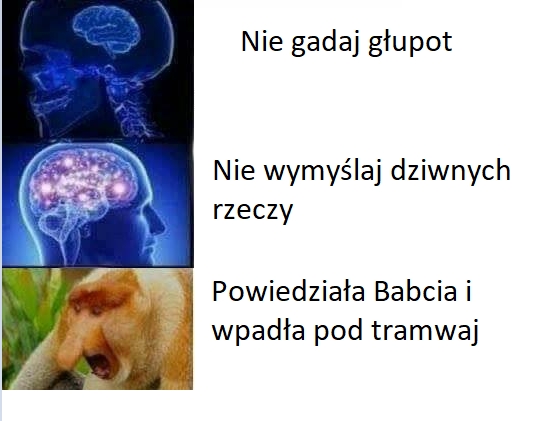 Nie gadaj głupot
Nie wymyślaj dziwnych
rzeczy
Powiedziała Babcia i
wpadła pod tramwaj